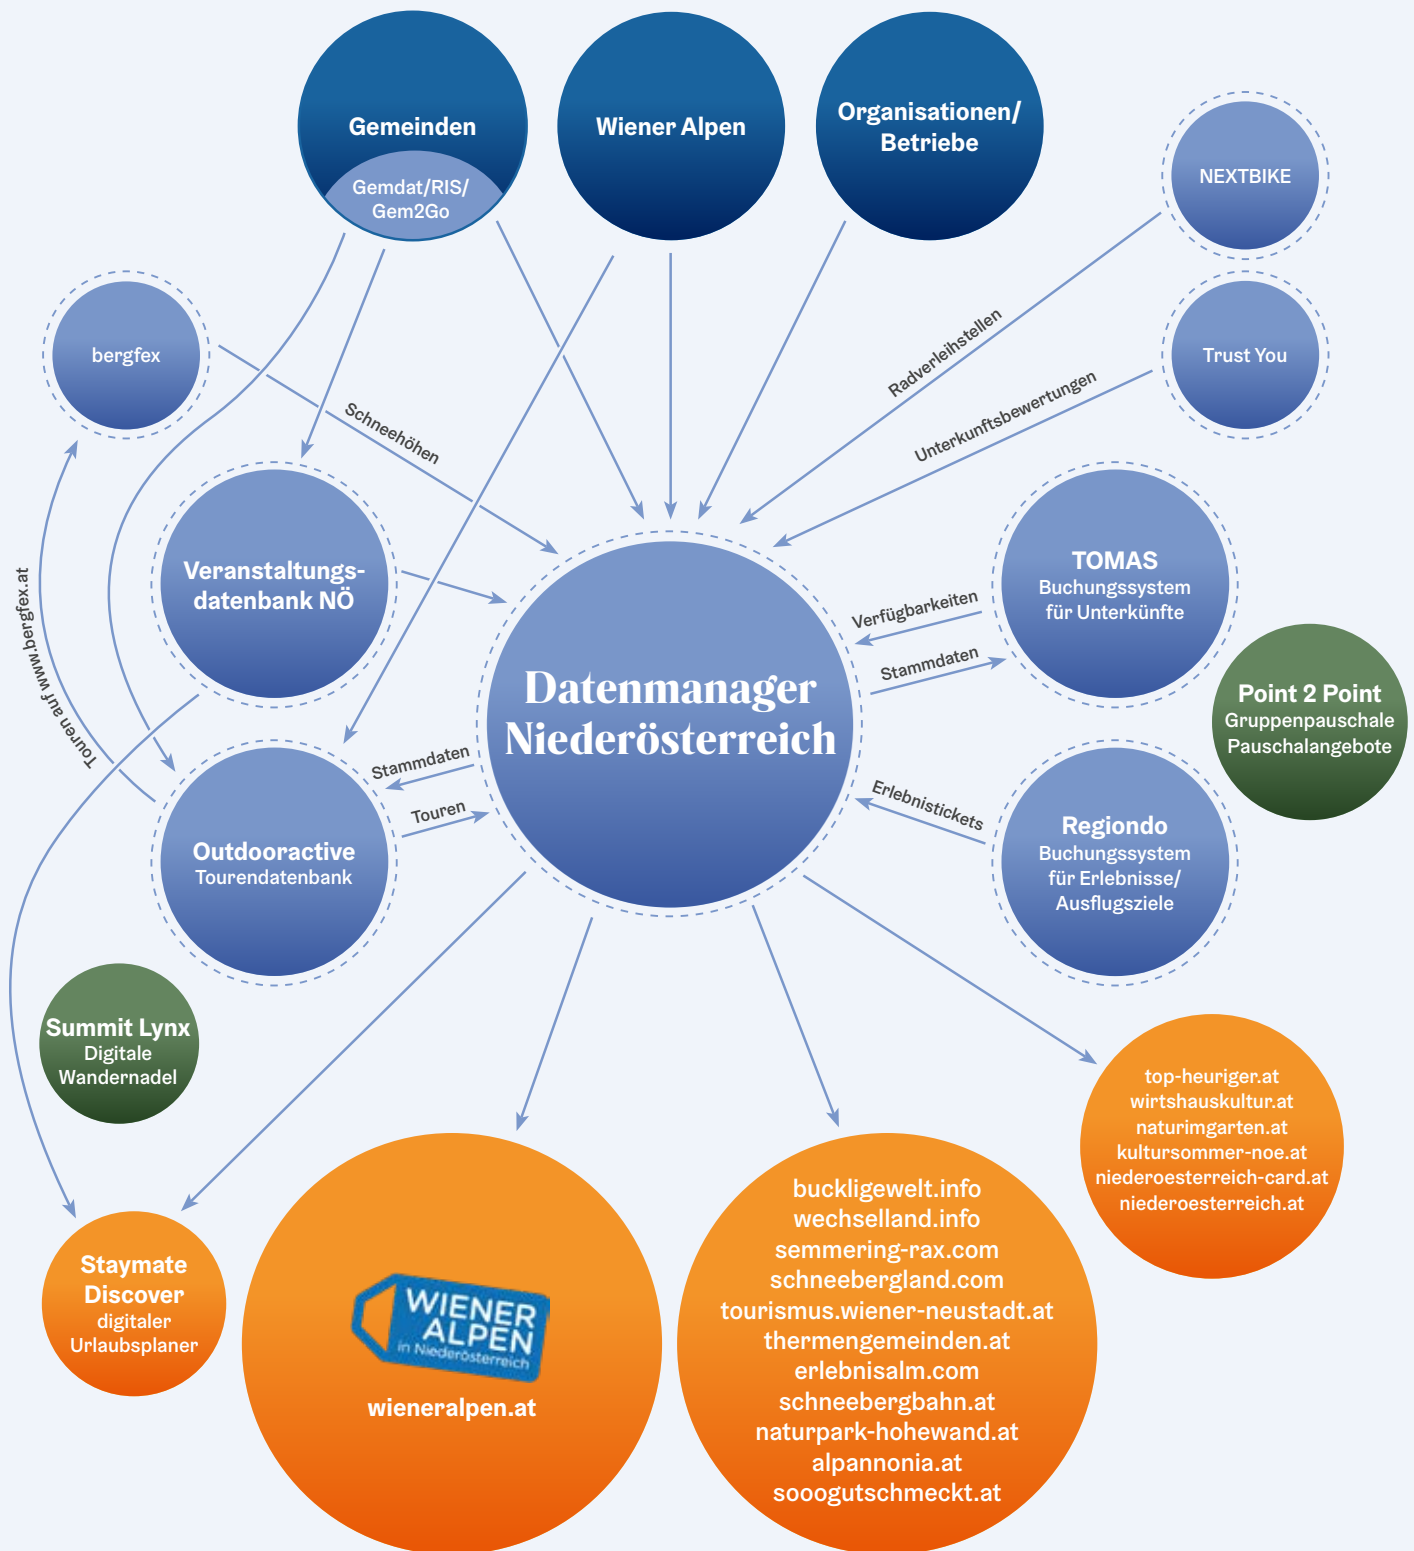 Gemeinden
Gemdat/RIS/
Gem2Go
Wiener Alpen
Organisationen/
Betriebe
NEXTBIKE
Trust You
bergfex
Radverleihstellen
Unterkunftsbewertungen
Schneehöhen
Veranstaltungs-
datenbank NÖ
TOMAS
Buchungssystem
für Unterkünfte
Verfügbarkeiten
Stammdaten
Touren auf www.bergfex.at
Datenmanager
Niederösterreich
Point 2 Point
Gruppenpauschale
Pauschalangebote
Stammdaten
Touren
Erlebnistickets
Outdooractive
Tourendatenbank
Regiondo
Buchungssystem
für Erlebnisse/
Ausflugsziele
Summit Lynx
Digitale
Wandernadel
top-heuriger.at
wirtshauskultur.at
naturimgarten.at
kultursommer-noe.at
niederoesterreich-card.at
niederoesterreich.at
Staymate
Discover
digitaler
Urlaubsplaner
WIENER
ALPEN
in Niederösterreich
wieneralpen.at
buckligewelt.info
wechselland.info
semmering-rax.com
schneebergland.com
tourismus.wiener-neustadt.at
thermengemeinden.at
erlebnisalm.com
schneebergbahn.at
naturpark-hohewand.at
alpannonia.at
sooogutschmeckt.at